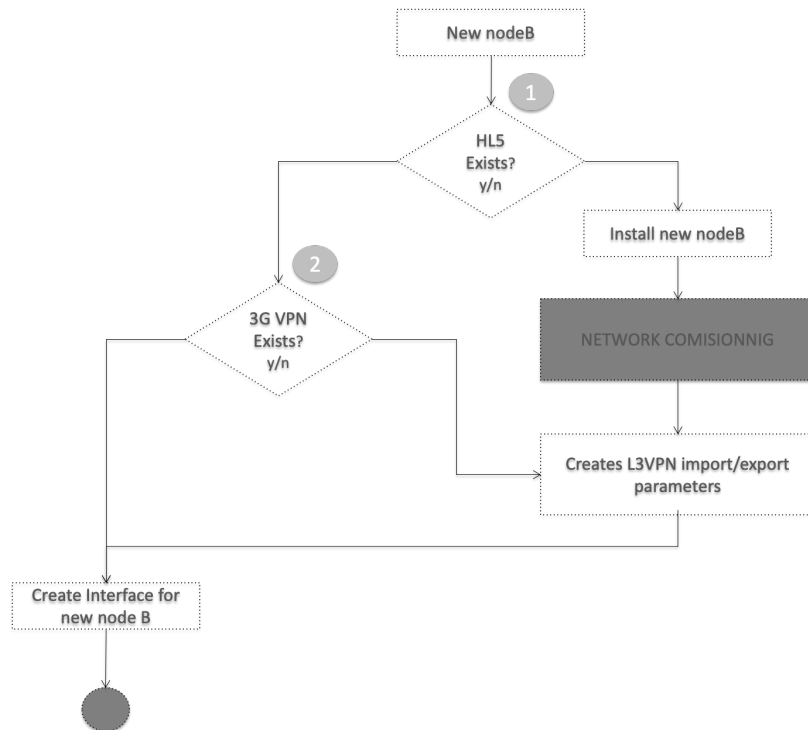 New nodeB
1
HL5
Exists?
y/n
Install new nodeB
2
3G VPN
Exists?
y/n
NETWORK COMISIONNIG
Creates L3VPN import/export
parameters
Create Interface for
new node B